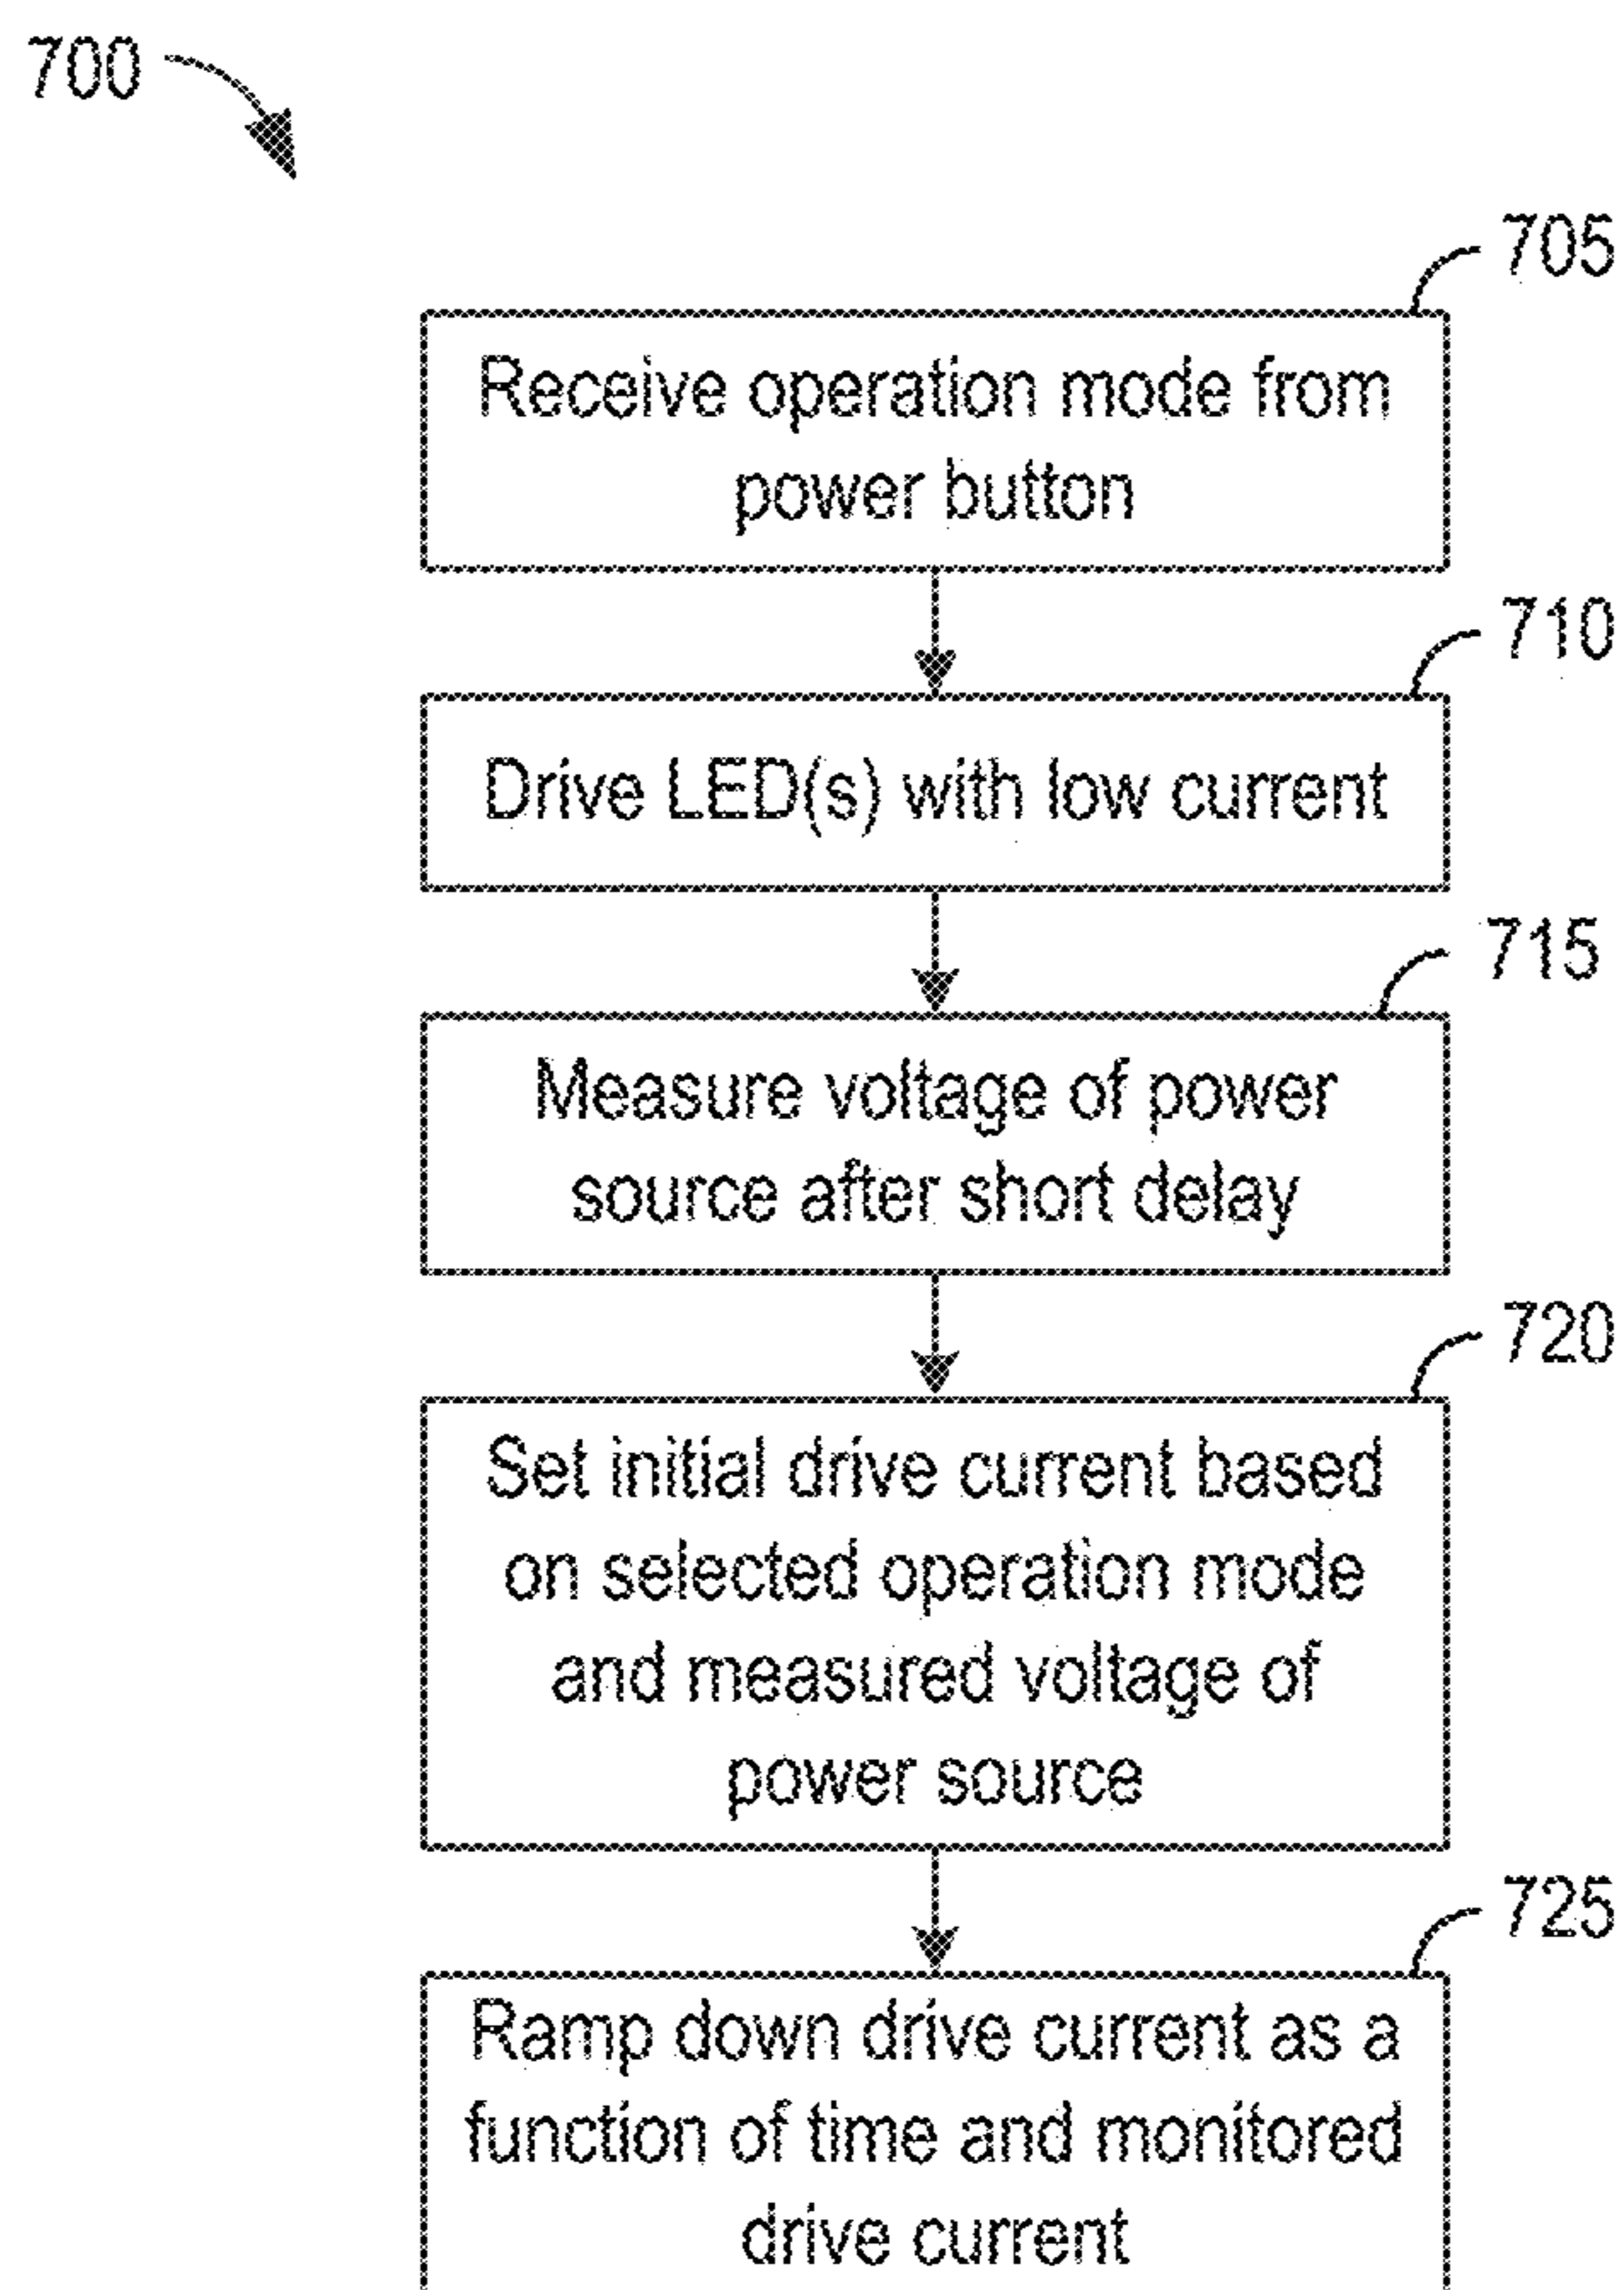 700
705
Receive operation mode from
power button
710
Drive LED(s) with low current
715
Measure voltage of power
source after short delay
720
Set initial drive current based
on selected operation mode
and measured voltage of
power source
725
Ramp down drive current as a
function of time and monitored
drive current